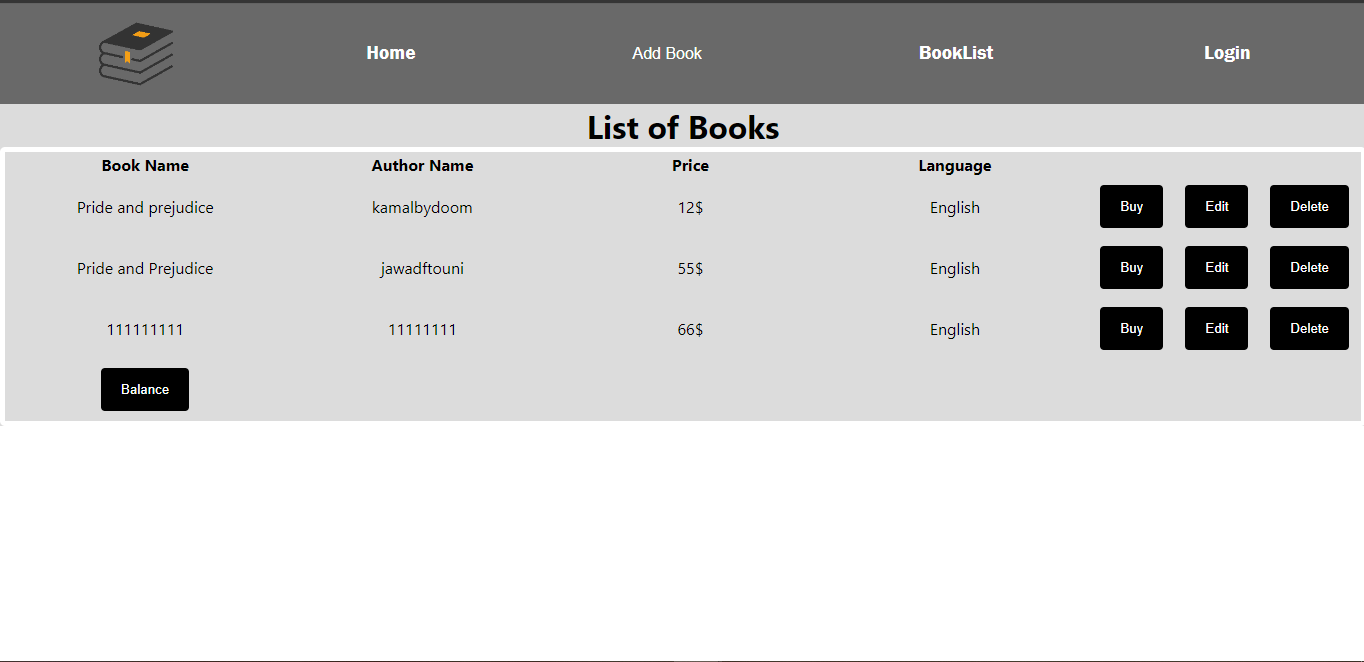 Home Add Book BookList Login
List of Books
Book Name Author Name Price Language
Pride and prejudice kamalbydoom 12$ English Buy Edit Delete
Pride and Prejudice jawadftouni 55$ English Buy Edit Delete
111111111 11111111 66$ English Buy Edit Delete
Balance